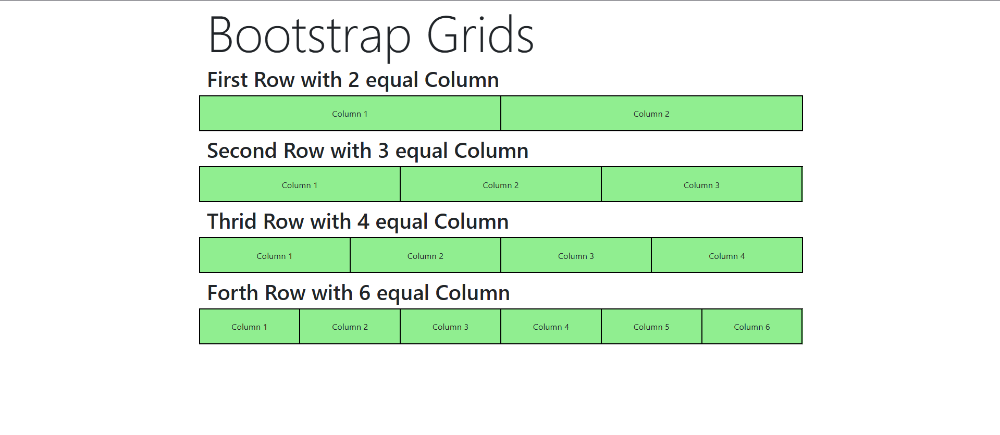 Bootstrap Grids
First Row with 2 equal Column
Column 1 Column 2
Second Row with 3 equal Column
Column 1 Column 2 Column 3
Thrid Row with 4 equal Column
Column 1 Column 2 Column 3 Column 4
Forth Row with 6 equal Column
Column 1 Column 2 Column 3 Column 4 Column 5 Column 6